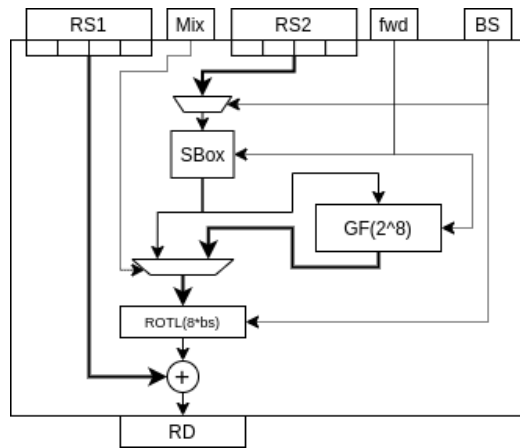 RS1 Mix RS2 fwd BS
SBox
GF(2^8)
ROTL(8*bs)
+
RD